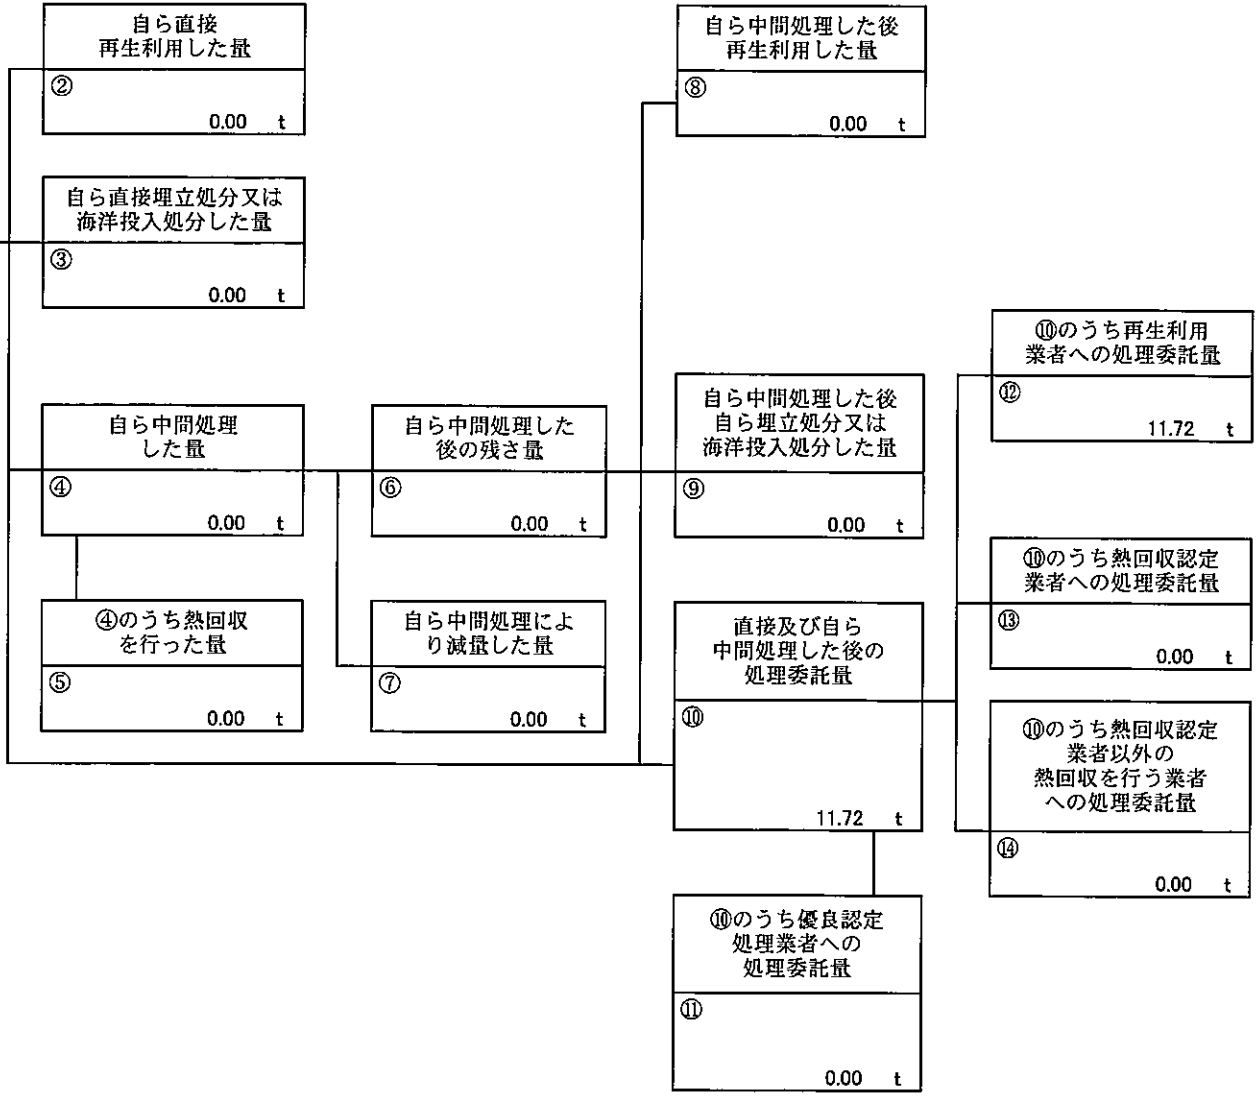 自ら直接
再生利用した量
②
0.00 t
自ら直接埋立処分又は
海洋投入処分した量
③
0.00 t
自ら中間処理
した量
④
0.00 t
④のうち熱回収
を行った量
⑤
0.00 t
自ら中間処理した
後の残さ量
⑥
0.00 t
自ら中間処理によ
り減量した量
⑦
0.00 t
自ら中間処理した後
再生利用した量
⑧
0.00 t
自ら中間処理した後
自ら埋立処分又は
海洋投入処分した量
⑨
0.00 t
直接及び自ら
中間処理した後の
処理委託量
⑩
11.72 t
⑩のうち優良認定
処理業者への
処理委託量
⑪
0.00 t
⑩のうち再生利用
業者への処理委託量
⑫
11.72 t
⑩のうち熱回収認定
業者への処理委託量
⑬
0.00 t
⑩のうち熱回収認定
業者以外の
熱回収を行う業者
への処理委託量
⑭
0.00 t